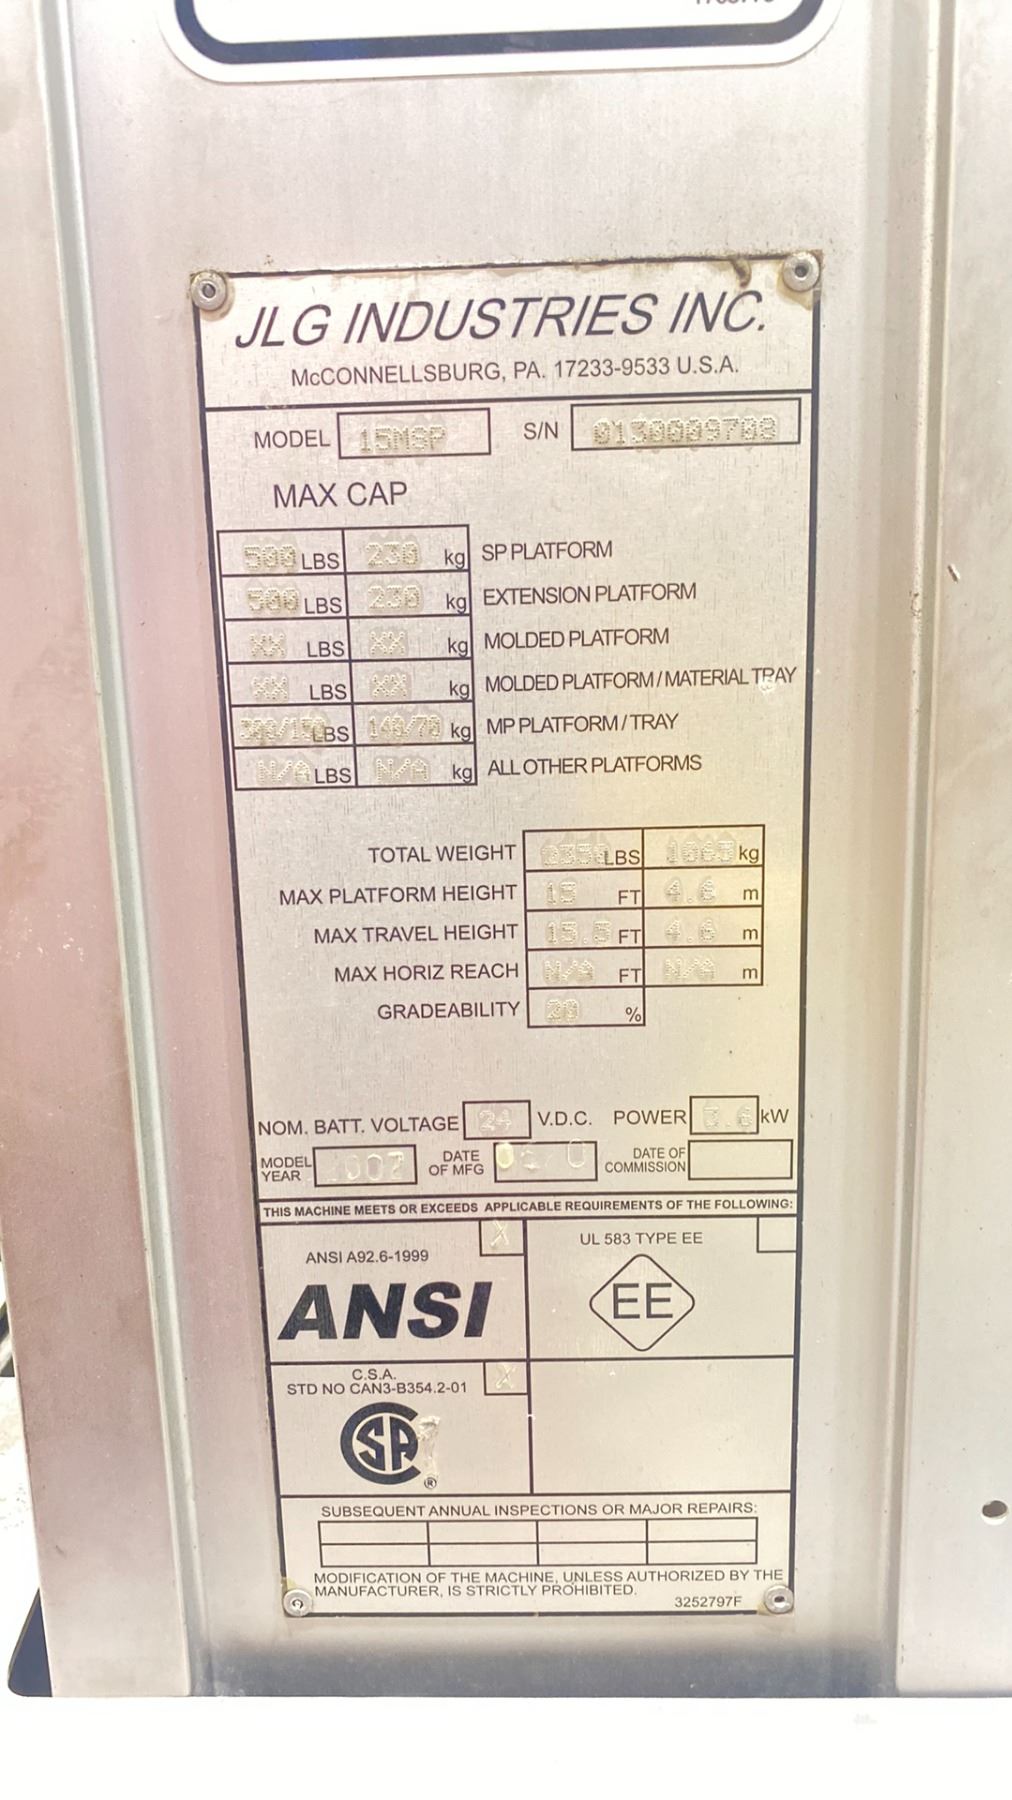 JLG INDUSTRIES INC.
McCONNELLSBURG, PA. 17233-9533 U.S.A.
MODEL 15MSP S/N 0130009708
MAX CAP
500 LBS 230 kg SP PLATFORM
500 LBS 230 kg EXTENSION PLATFORM
XX LBS XX kg MOLDED PLATFORM
XX LBS XX kg MOLDED PLATFORM / MATERIAL TRAY
LBS 140/70 kg MP PLATFORM / TRAY
N/A LBS N/A kg ALL OTHER PLATFORMS
TOTAL WEIGHT LBS kg
MAX PLATFORM HEIGHT 15 FT 4.6 m
MAX TRAVEL HEIGHT 15.5 FT m
MAX HORIZ REACH N/A FT N/A m
GRADEABILITY 20 %
NOM. BATT. VOLTAGE 24 V.D.C. POWER kW
MODEL YEAR DATE OF MFG DATE OF COMMISSION
THIS MACHINE MEETS OR EXCEEDS APPLICABLE REQUIREMENTS OF THE FOLLOWING:
ANSI A92.6-1999 X UL 583 TYPE EE
ANSI EE
C.S.A.
STD NO CAN3-B354.2-01 X
CSA ®
SUBSEQUENT ANNUAL INSPECTIONS OR MAJOR REPAIRS:
MODIFICATION OF THE MACHINE, UNLESS AUTHORIZED BY THE
MANUFACTURER, IS STRICTLY PROHIBITED.
3252797F